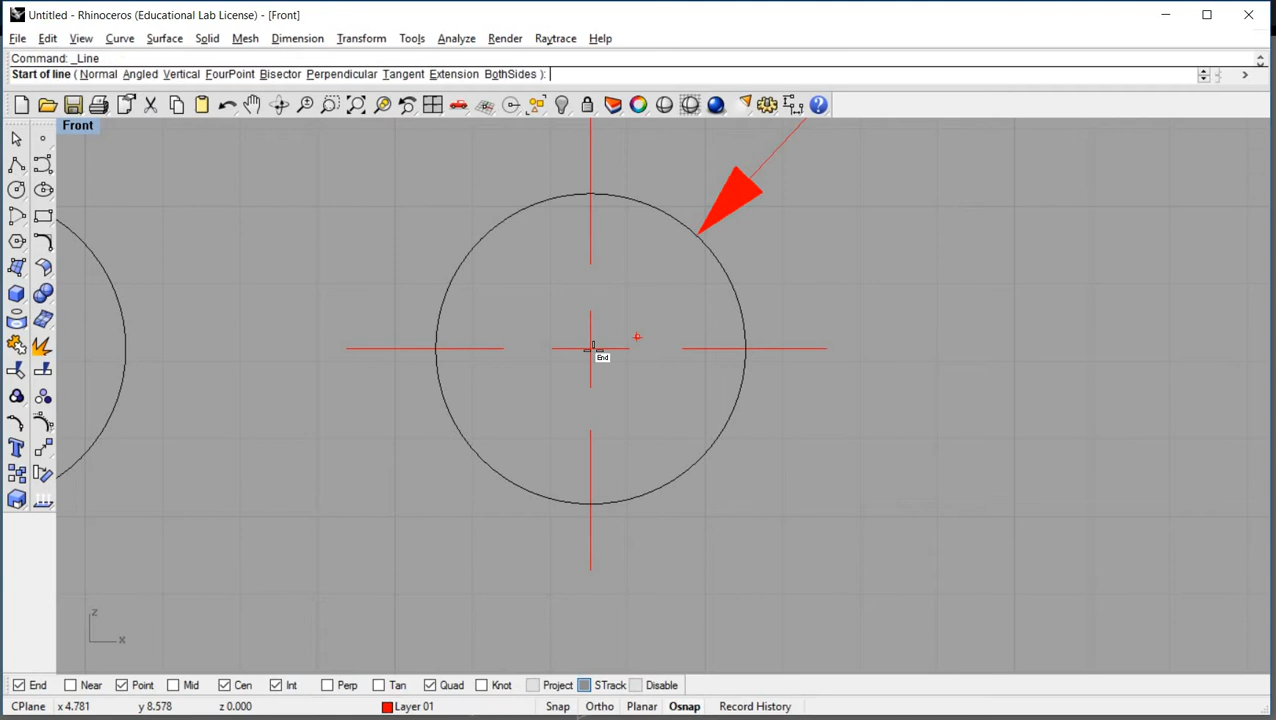 Untitled - Rhinoceros (Educational Lab License) - [Front]
File Edit View Curve Surface Solid Mesh Dimension Transform Tools Analyze Render Raytrace Help
Command: _Line
Start of line ( Normal Angled Vertical FourPoint Bisector Perpendicular Tangent Extension BothSides ):
Front
End
z
x
End Near Point Mid Cen Int Perp Tan Quad Knot Project STrack Disable
CPlane x 4.781 y 8.578 z 0.000 Layer 01 Snap Ortho Planar Osnap Record History